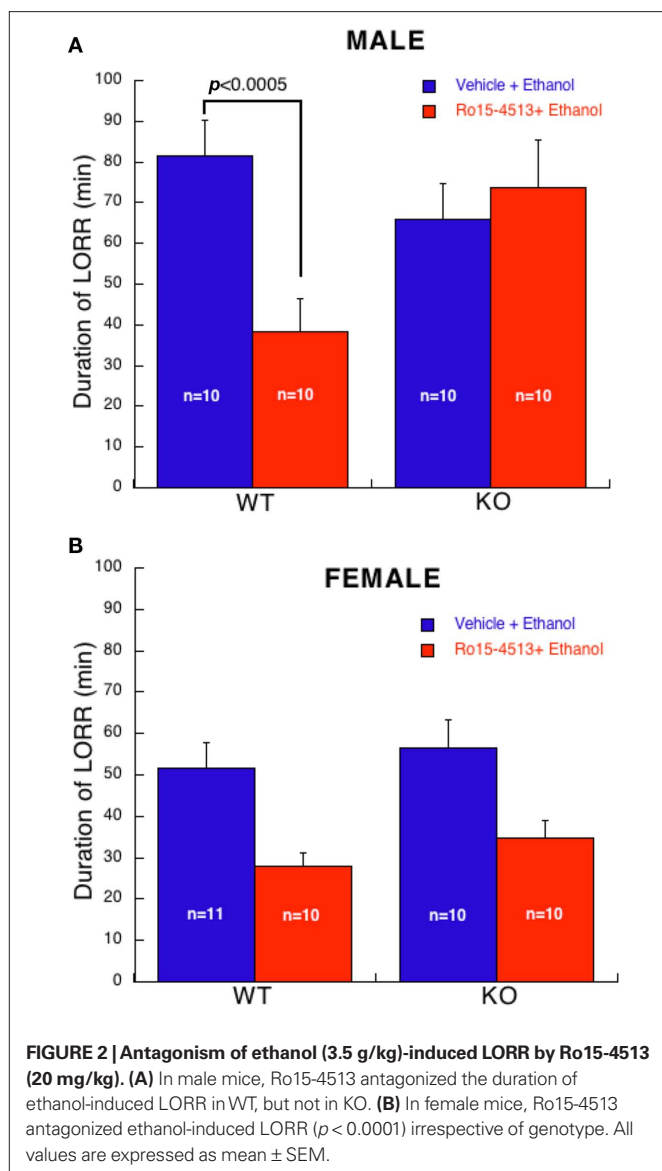 A
MALE
p<0.0005
Vehicle + Ethanol
Ro15-4513+ Ethanol
Duration of LORR (min)
100
90
80
70
60
50
40
30
20
10
0
n=10
n=10
n=10
n=10
WT
KO
B
FEMALE
Vehicle + Ethanol
Ro15-4513+ Ethanol
Duration of LORR (min)
100
90
80
70
60
50
40
30
20
10
0
n=11
n=10
n=10
n=10
WT
KO
FIGURE 2 | Antagonism of ethanol (3.5 g/kg)-induced LORR by Ro15-4513
(20 mg/kg). (A) In male mice, Ro15-4513 antagonized the duration of
ethanol-induced LORR in WT, but not in KO. (B) In female mice, Ro15-4513
antagonized ethanol-induced LORR (p < 0.0001) irrespective of genotype. All
values are expressed as mean ± SEM.